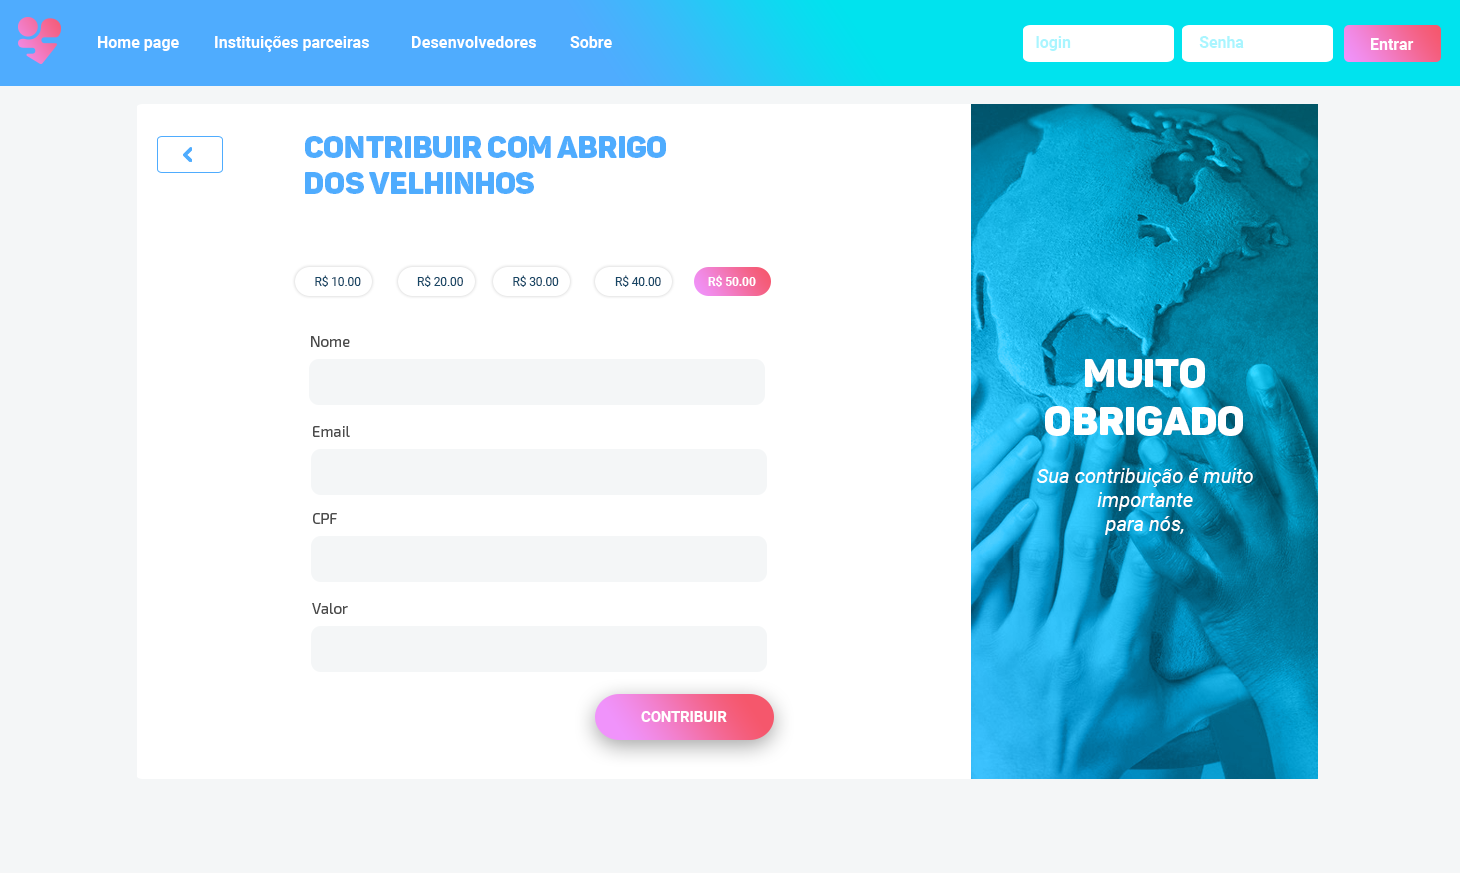 Home page
Instituições parceiras
Desenvolvedores
Sobre
login
Senha
Entrar
CONTRIBUIR COM ABRIGO
DOS VELHINHOS
R$ 10.00
R$ 20.00
R$ 30.00
R$ 40.00
R$ 50.00
Nome
Email
CPF
Valor
CONTRIBUIR
MUITO
OBRIGADO
Sua contribuição é muito
importante
para nós,